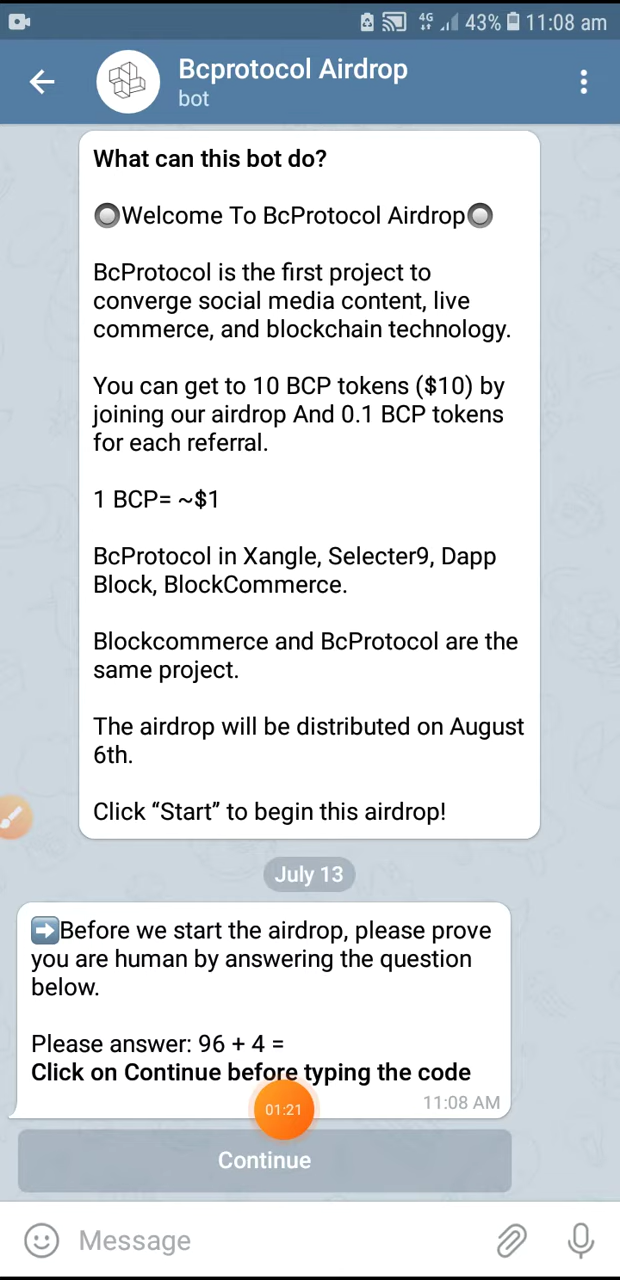 4G 43% 11:08 am
Bcprotocol Airdrop
bot
What can this bot do?
Welcome To BcProtocol Airdrop
BcProtocol is the first project to
converge social media content, live
commerce, and blockchain technology.
You can get to 10 BCP tokens ($10) by
joining our airdrop And 0.1 BCP tokens
for each referral.
1 BCP= ~$1
BcProtocol in Xangle, Selecter9, Dapp
Block, BlockCommerce.
Blockcommerce and BcProtocol are the
same project.
The airdrop will be distributed on August
6th.
Click “Start” to begin this airdrop!
July 13
➡Before we start the airdrop, please prove
you are human by answering the question
below.
Please answer: 96 + 4 =
Click on Continue before typing the code
01:21
11:08 AM
Continue
Message